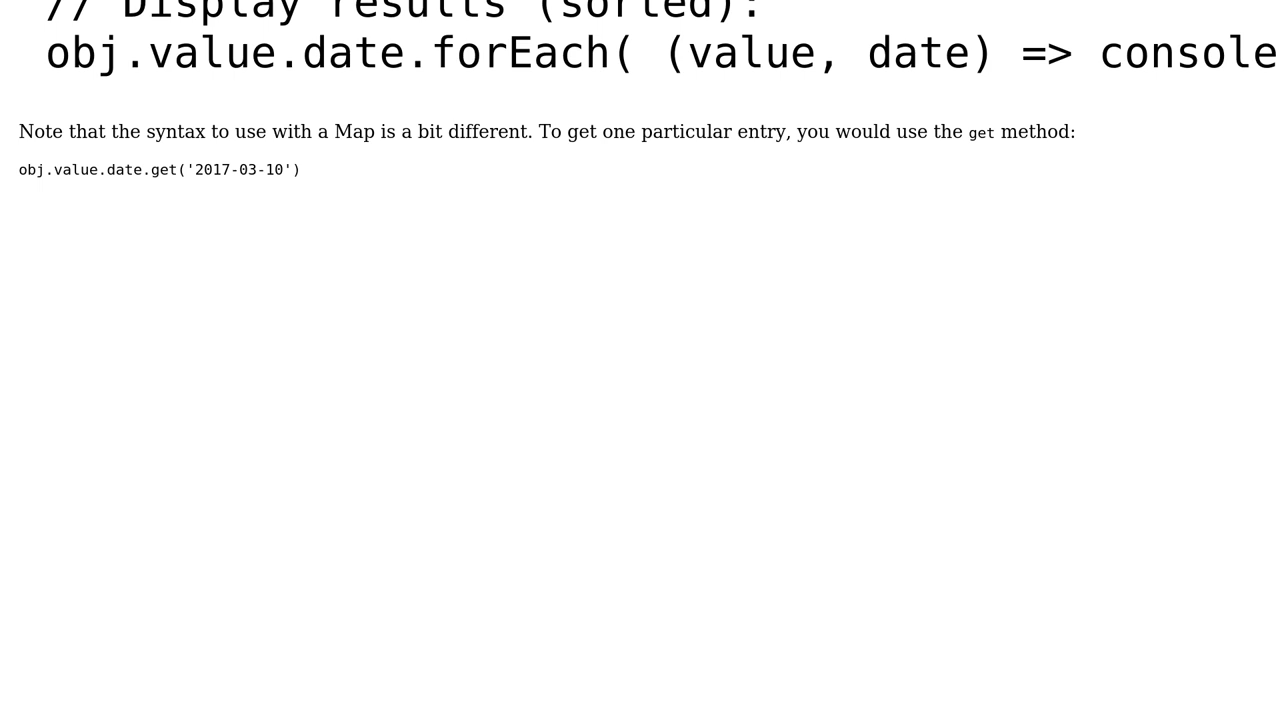 // Display results (sorted):
obj.value.date.forEach( (value, date) => console
Note that the syntax to use with a Map is a bit different. To get one particular entry, you would use the get method:
obj.value.date.get('2017-03-10')